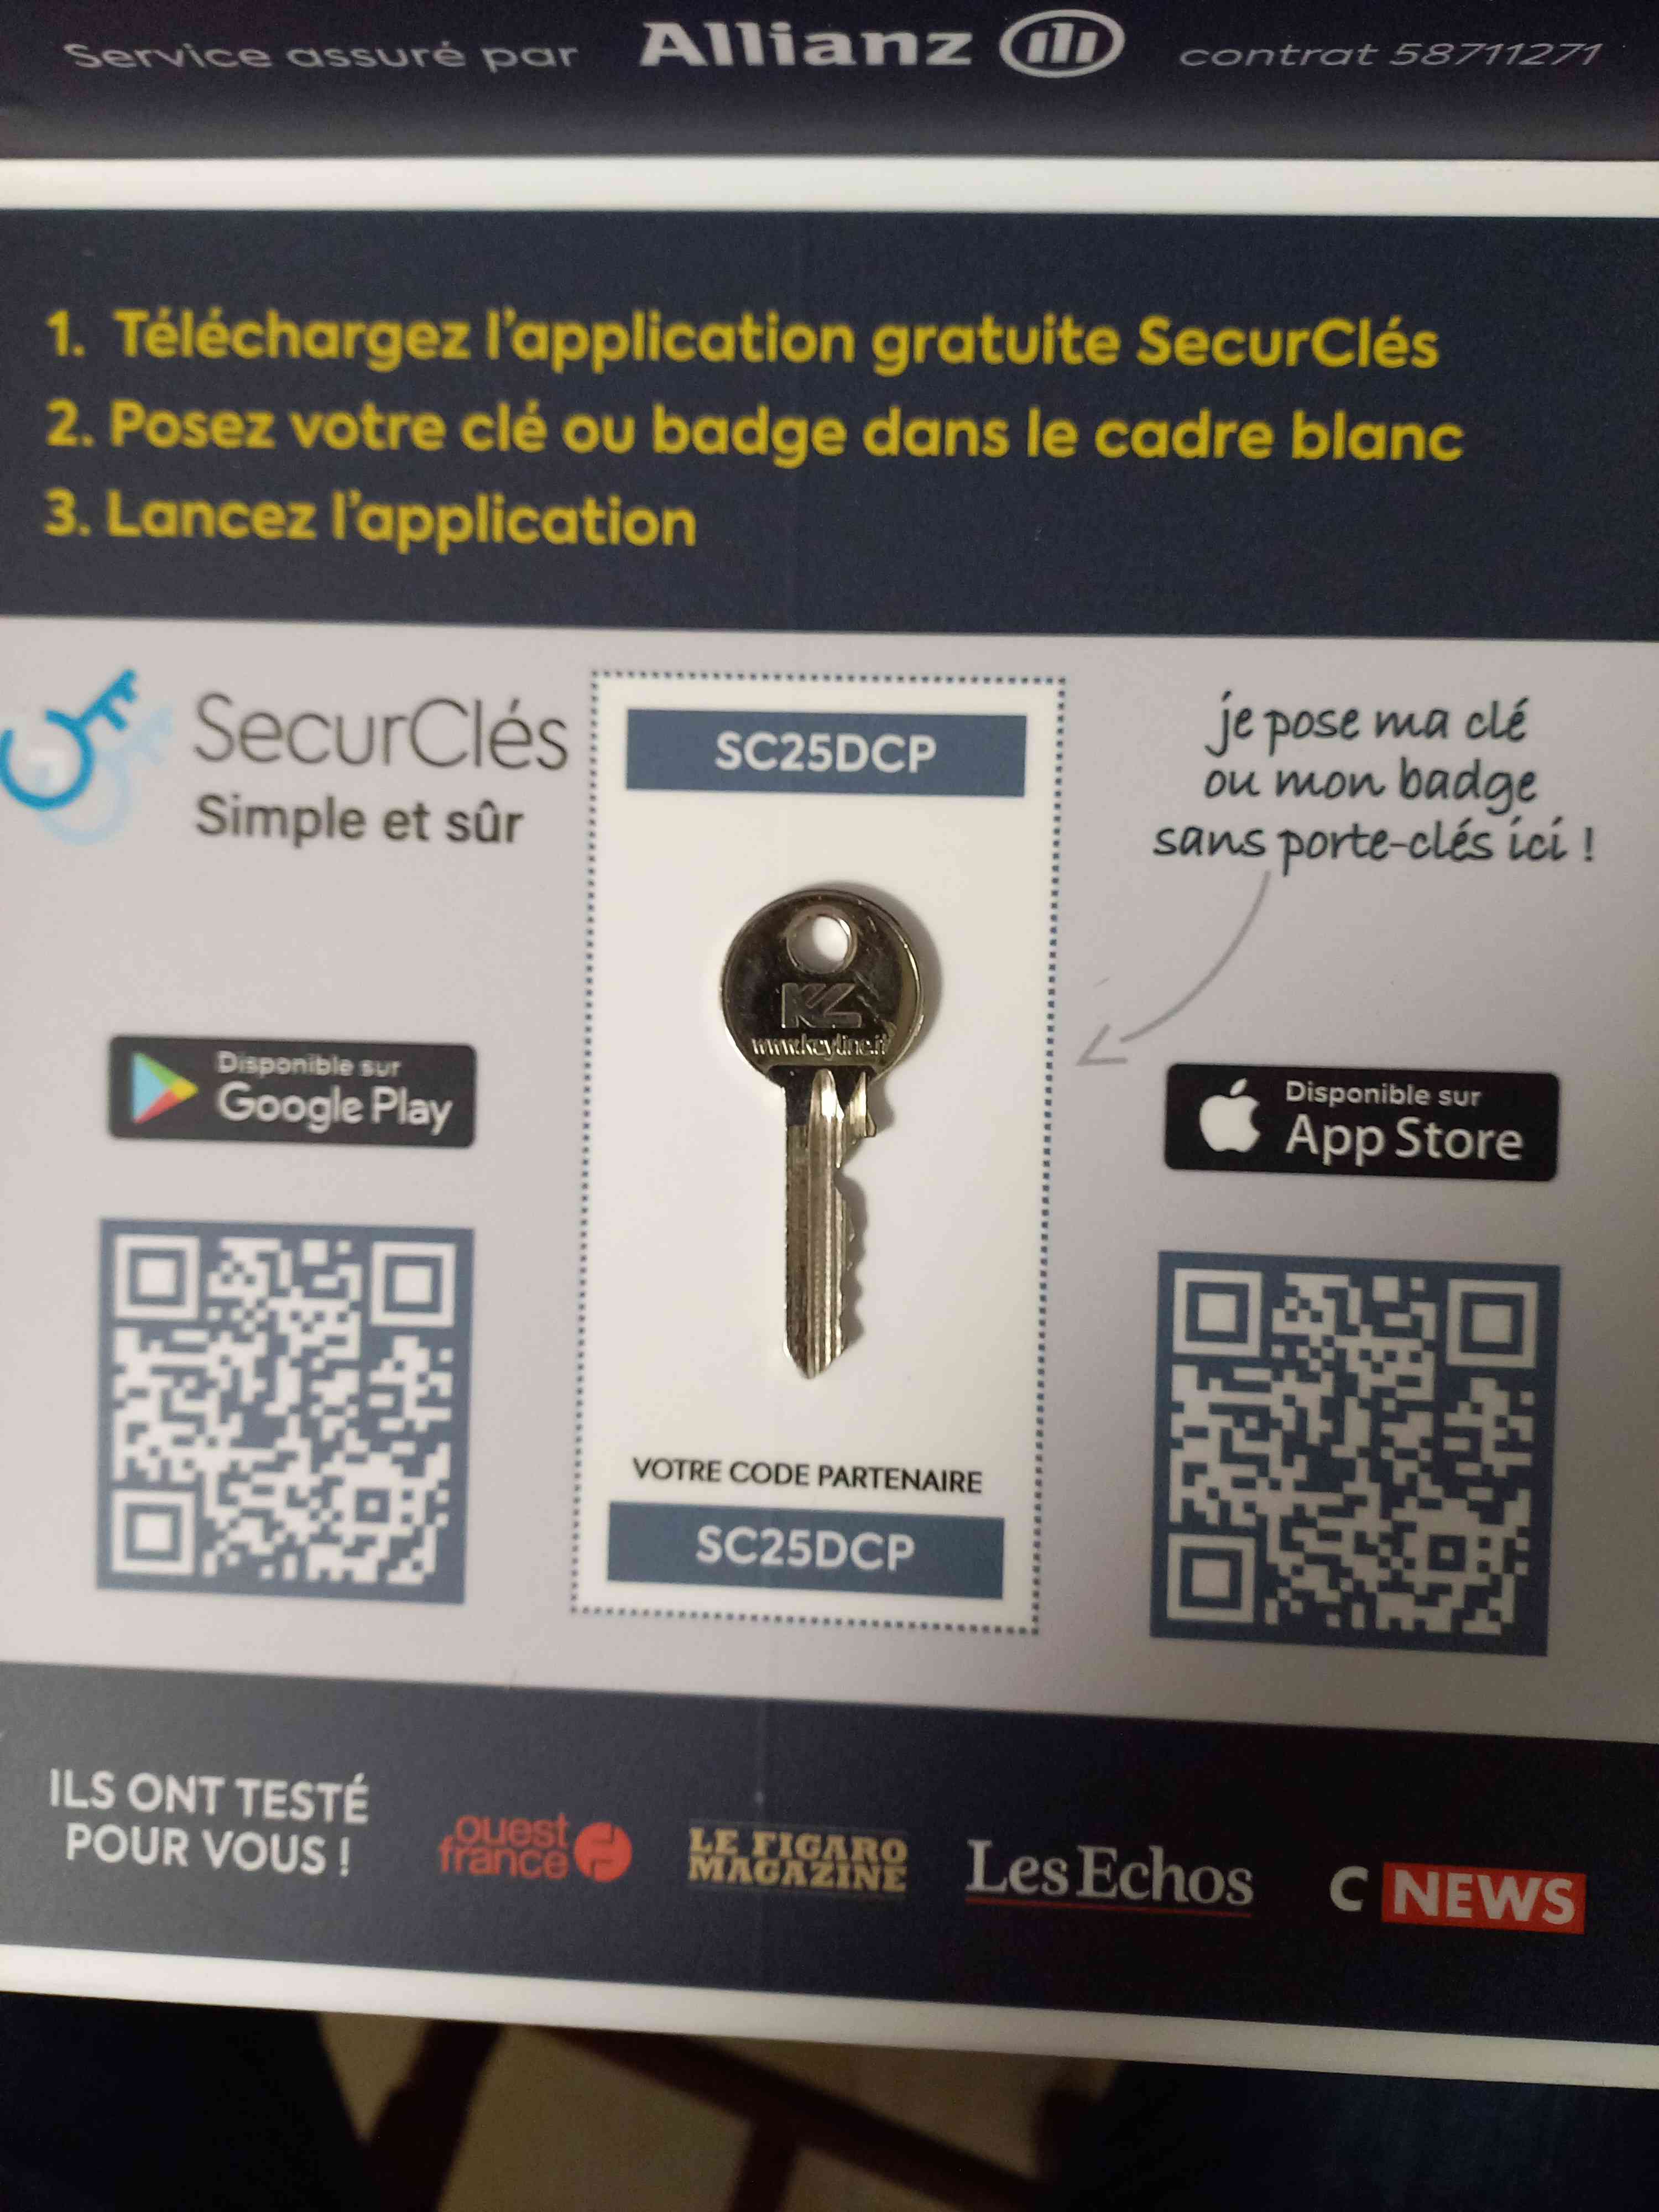 Service assuré par Allianz contrat 58711271
1. Téléchargez l'application gratuite SecurClés
2. Posez votre clé ou badge dans le cadre blanc
3. Lancez l'application
SecurClés
Simple et sûr
SC25DCP
je pose ma clé
ou mon badge
sans porte-clés ici !
KL
www.keyline.it
Disponible sur
Google Play
Disponible sur
App Store
VOTRE CODE PARTENAIRE
SC25DCP
ILS ONT TESTÉ
POUR VOUS !
ouest
france
LE FIGARO
MAGAZINE
Les Echos
C NEWS